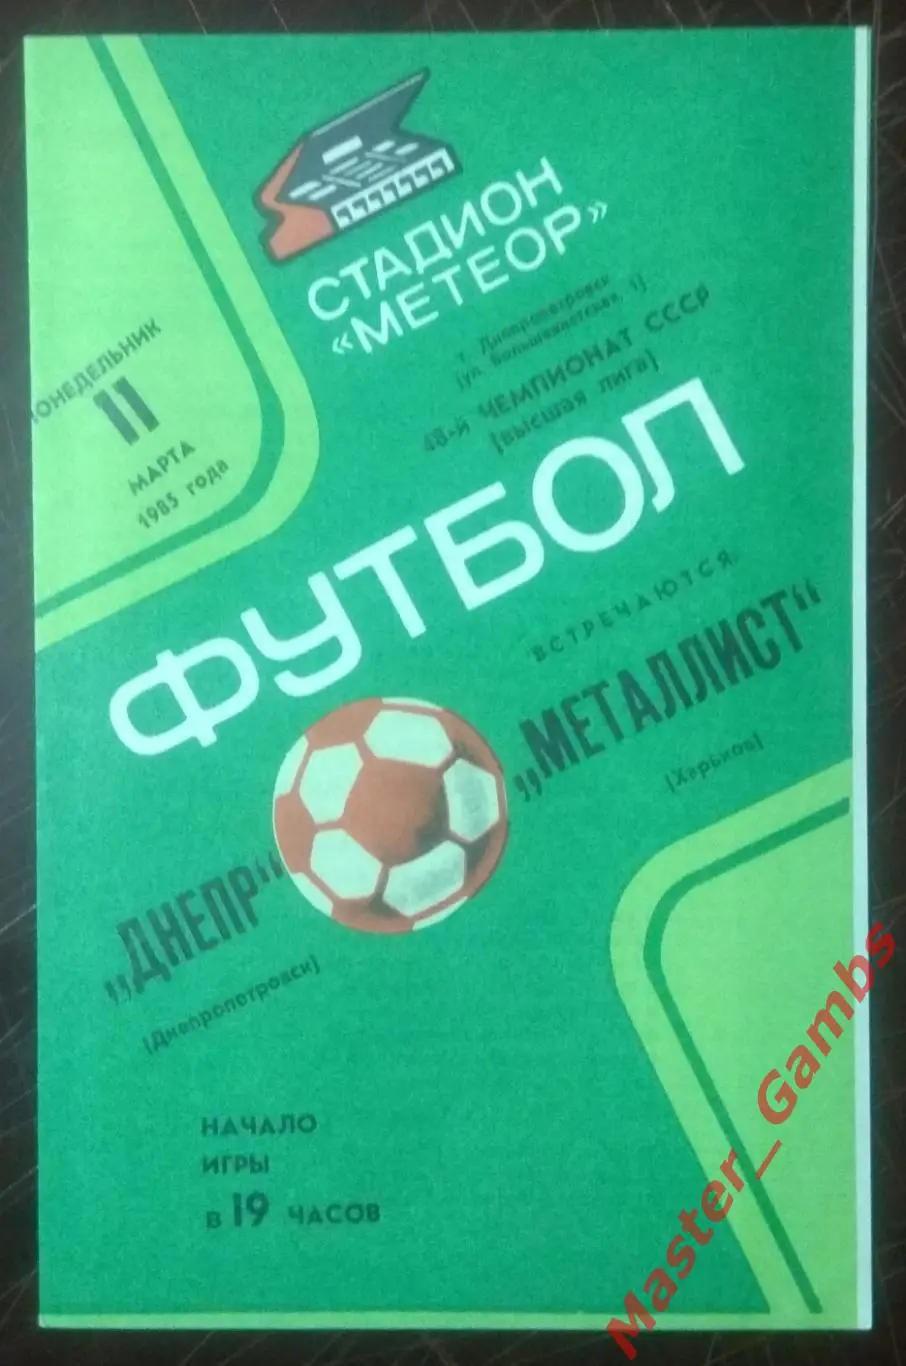 СТАДИОН
«МЕТЕОР»
г. Днепропетровск
(ул. Большевистская, 1)
48-й ЧЕМПИОНАТ СССР
(высшая лига)
ПОНЕДЕЛЬНИК
11
МАРТА
1985 года
ФУТБОЛ
ВСТРЕЧАЮТСЯ:
„МЕТАЛЛИСТ“
(Харьков)
„ДНЕПР“
(Днепропетровск)
НАЧАЛО
ИГРЫ
в 19 ЧАСОВ
Master_Gambs